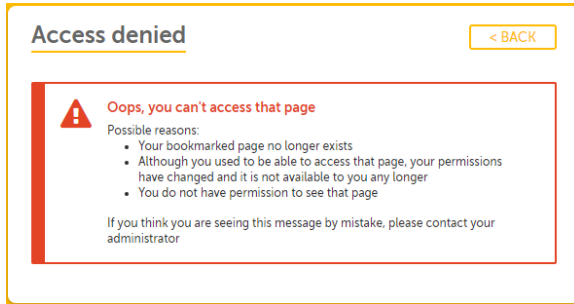 Access denied
< BACK
Oops, you can't access that page
Possible reasons:
• Your bookmarked page no longer exists
• Although you used to be able to access that page, your permissions
have changed and it is not available to you any longer
• You do not have permission to see that page
If you think you are seeing this message by mistake, please contact your
administrator